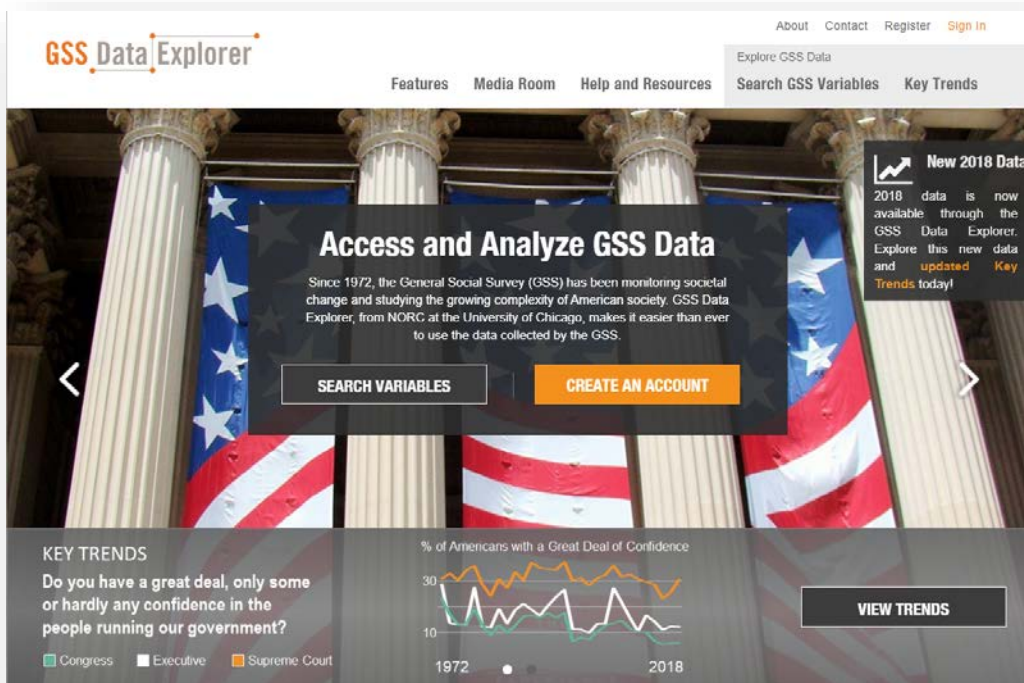 About Contact Register Sign In
GSS Data Explorer
Explore GSS Data
Features Media Room Help and Resources Search GSS Variables Key Trends
New 2018 Data
2018 data is now
available through the
GSS Data Explorer.
Explore this new data
and updated Key
Trends today!
Access and Analyze GSS Data
Since 1972, the General Social Survey (GSS) has been monitoring societal
change and studying the growing complexity of American society. GSS Data
Explorer, from NORC at the University of Chicago, makes it easier than ever
to use the data collected by the GSS.
SEARCH VARIABLES
CREATE AN ACCOUNT
KEY TRENDS
Do you have a great deal, only some
or hardly any confidence in the
people running our government?
Congress Executive Supreme Court
% of Americans with a Great Deal of Confidence
30
10
1972 2018
VIEW TRENDS